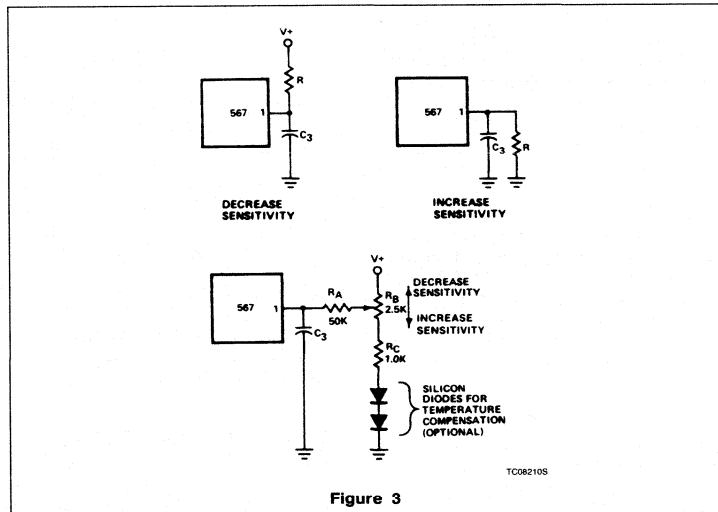 V+
R
567 1
C3
DECREASE
SENSITIVITY
567 1
C3
R
INCREASE
SENSITIVITY
V+
567 1
RA
50K
C3
RB
2.5K
DECREASE
SENSITIVITY
INCREASE
SENSITIVITY
RC
1.0K
SILICON
DIODES FOR
TEMPERATURE
COMPENSATION
(OPTIONAL)
TC08210S
Figure 3